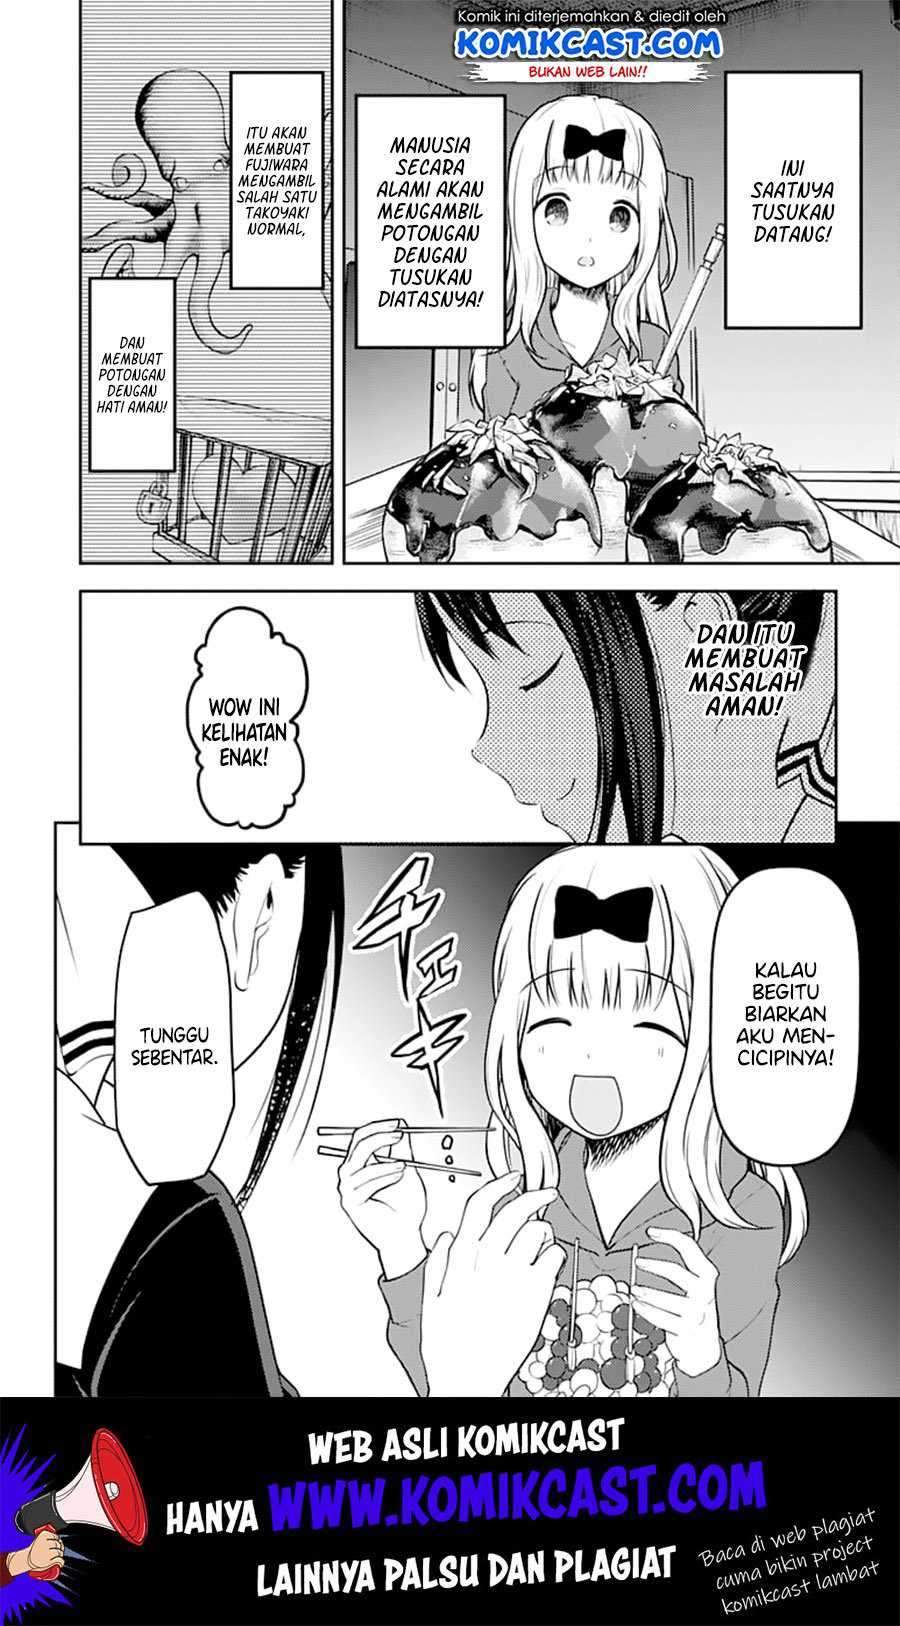 Komik ini diterjemahkan & diedit oleh
KOMIKCAST.COM
BUKAN WEB LAIN!!
INI
SAATNYA
TUSUKAN
DATANG!
MANUSIA
SECARA
ALAMI AKAN
MENGAMBIL
POTONGAN
DENGAN
TUSUKAN
DIATASNYA!
ITU AKAN
MEMBUAT
FUJIWARA
MENGAMBIL
SALAH SATU
TAKOYAKI
NORMAL,
DAN
MEMBUAT
POTONGAN
DENGAN
HATI AMAN!
DAN ITU
MEMBUAT
MASALAH
AMAN!
WOW INI
KELIHATAN
ENAK!
KALAU
BEGITU
BIARKAN
AKU MEN-
CICIPINYA!
チェキ
TUNGGU
SEBENTAR.
WEB ASLI KOMIKCAST
HANYA WWW.KOMIKCAST.COM
LAINNYA PALSU DAN PLAGIAT
Baca di web plagiat
cuma bikin project
komikcast lambat